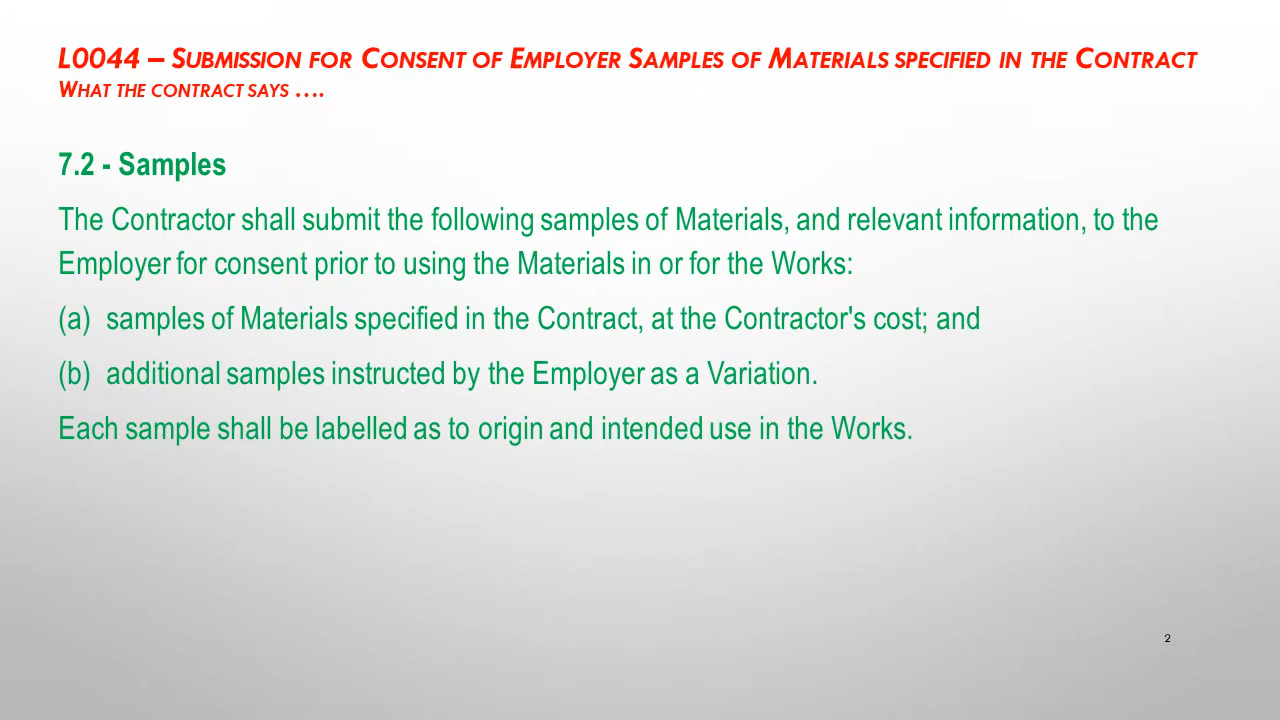 L0044 – Submission for Consent of Employer Samples of Materials specified in the Contract
What the contract says ….
7.2 - Samples
The Contractor shall submit the following samples of Materials, and relevant information, to the
Employer for consent prior to using the Materials in or for the Works:
(a) samples of Materials specified in the Contract, at the Contractor's cost; and
(b) additional samples instructed by the Employer as a Variation.
Each sample shall be labelled as to origin and intended use in the Works.
2